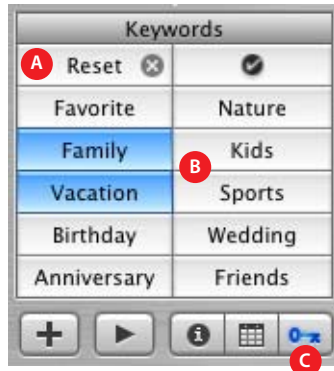 Keywords
A Reset
Favorite Nature
Family Kids
B
Vacation Sports
Birthday Wedding
Anniversary Friends
C